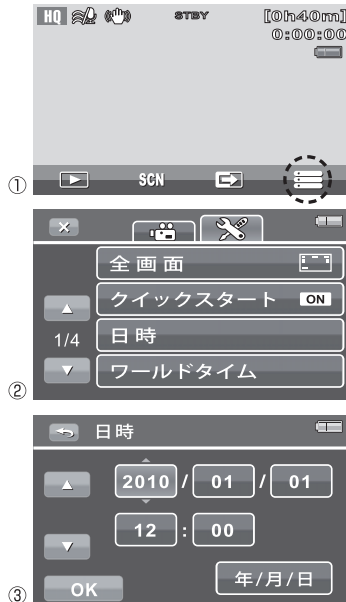 HQ STBY [0h40m]
0:00:00
① SCN
全画面
クイックスタート ON
1/4 日時
② ワールドタイム
日時
2010 / 01 / 01
12 : 00
③ OK 年/月/日